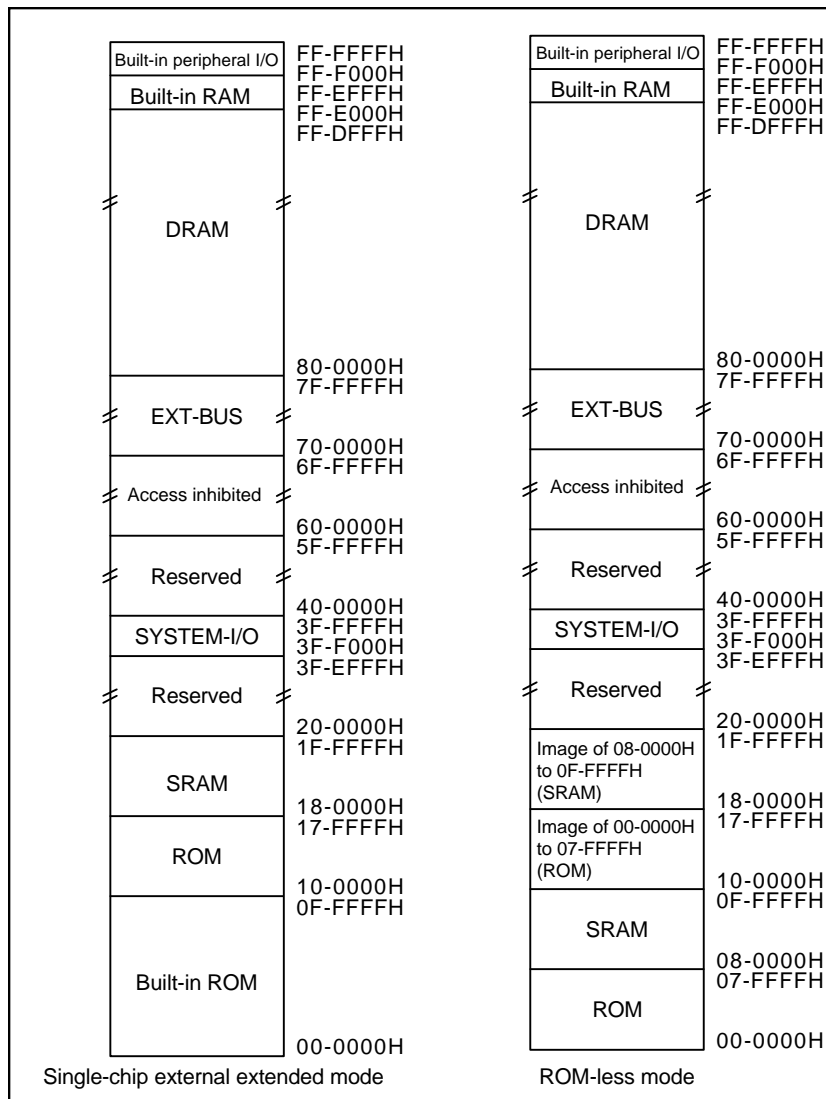 Built-in peripheral I/O
FF-FFFFH
FF-F000H
Built-in RAM
FF-EFFFH
FF-E000H
FF-DFFFH
DRAM
80-0000H
7F-FFFFH
EXT-BUS
70-0000H
6F-FFFFH
Access inhibited
60-0000H
5F-FFFFH
Reserved
40-0000H
3F-FFFFH
SYSTEM-I/O
3F-F000H
3F-EFFFH
Reserved
20-0000H
1F-FFFFH
SRAM
18-0000H
17-FFFFH
ROM
10-0000H
0F-FFFFH
Built-in ROM
00-0000H
Single-chip external extended mode
Built-in peripheral I/O
FF-FFFFH
FF-F000H
Built-in RAM
FF-EFFFH
FF-E000H
FF-DFFFH
DRAM
80-0000H
7F-FFFFH
EXT-BUS
70-0000H
6F-FFFFH
Access inhibited
60-0000H
5F-FFFFH
Reserved
40-0000H
3F-FFFFH
SYSTEM-I/O
3F-F000H
3F-EFFFH
Reserved
20-0000H
1F-FFFFH
Image of 08-0000H
to 0F-FFFFH
(SRAM)
18-0000H
17-FFFFH
Image of 00-0000H
to 07-FFFFH
(ROM)
10-0000H
0F-FFFFH
SRAM
08-0000H
07-FFFFH
ROM
00-0000H
ROM-less mode